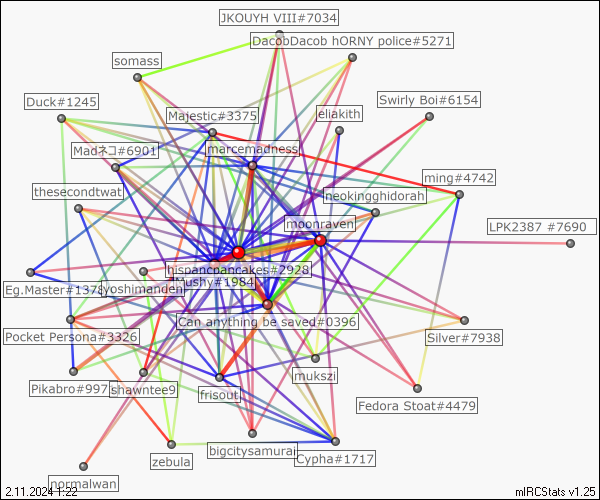 JKOUYH VIII#7034
DacobDacob hORNY police#5271
somass
Duck#1245
Swirly Boi#6154
eliakith
Majestic#3375
Madネコ#6901
marcemadness
ming#4742
thesecondtwat
neokingghidorah
moonraven
LPK2387 #7690
hispancpancakes#2928
ushy#1984
yoshimanden
Eg.Master#1378
Can anything be saved#0396
Pocket Persona#3326
Silver#7938
mukszi
Pikabro#997
shawntee9
frisout
Fedora Stoat#4479
bigcitysamurai
Cypha#1717
zebula
normalwan
2.11.2024 1:22
mIRCStats v1.25